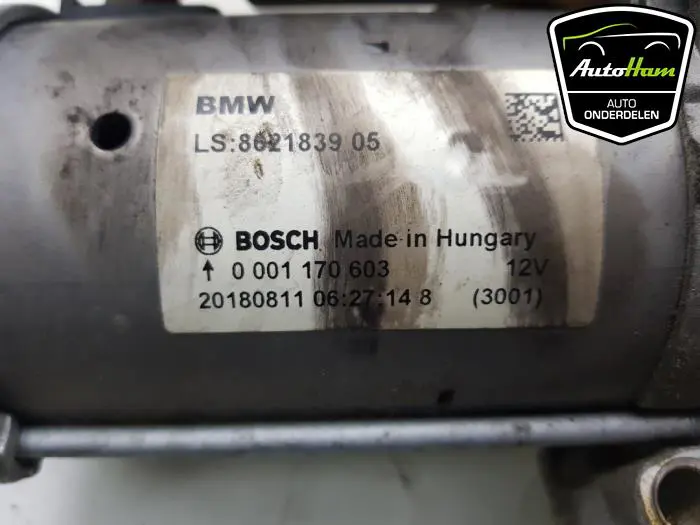 AutoHam
AUTO
ONDERDELEN
BMW
LS:8621839 05
BOSCH Made in Hungary
↑ 0 001 170 603 12V
20180811 06:27:14 8 (3001)